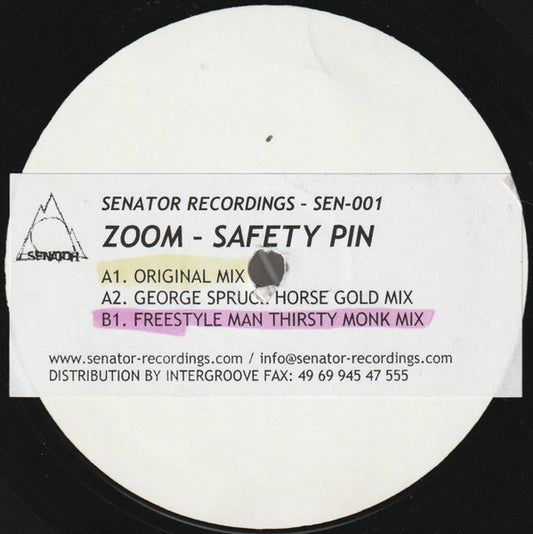 SENATOR
SENATOR RECORDINGS - SEN-001
ZOOM - SAFETY PIN
A1. ORIGINAL MIX
A2. GEORGE HORSE GOLD MIX
B1. FREESTYLE MAN THIRSTY MONK MIX
www.senator-recordings.com / info@senator-recordings.com
DISTRIBUTION BY INTERGROOVE FAX: 49 69 945 47 555